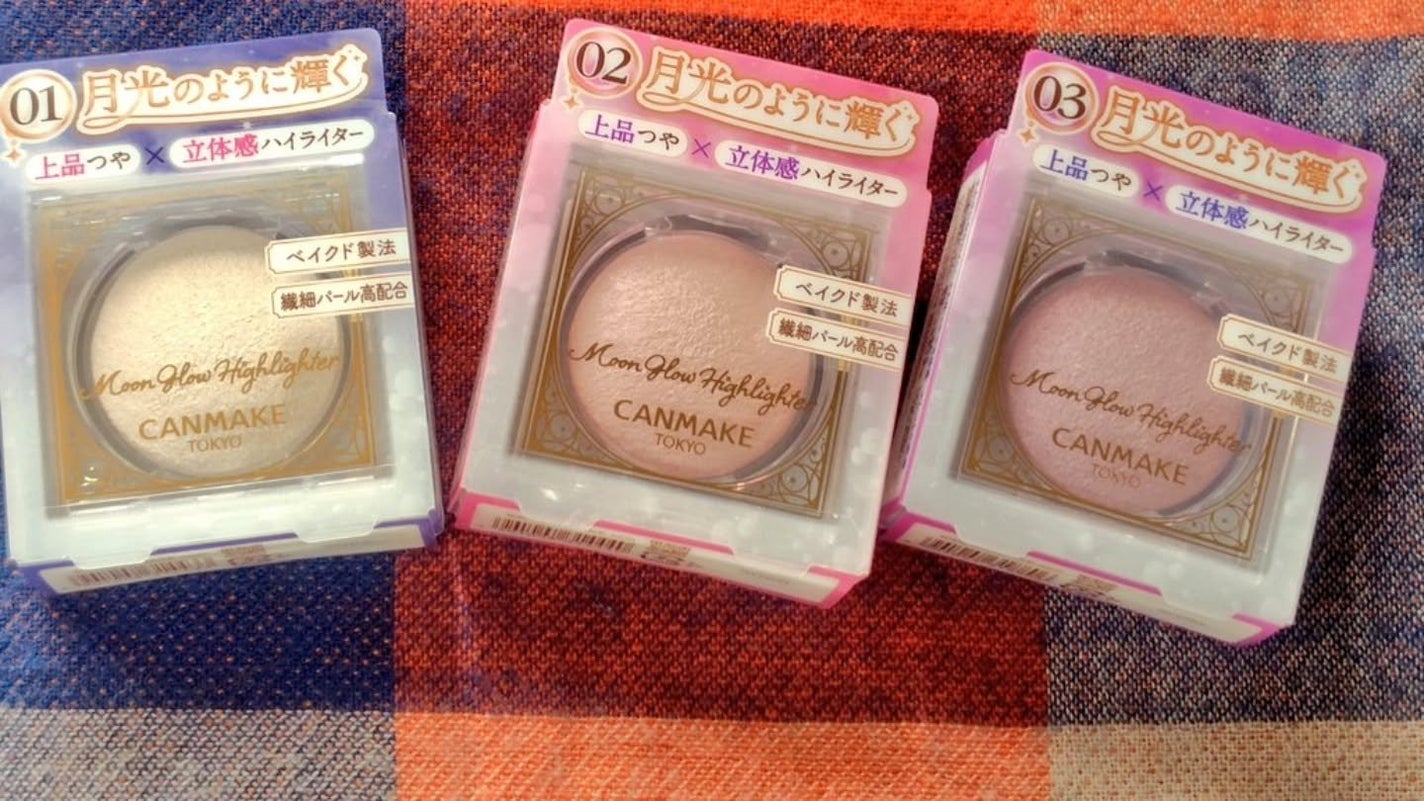 01 月光のように輝ぐ
上品つや × 立体感ハイライター
ベイクド製法
繊細パール高配合
Moon Glow Highlighter
CANMAKE
TOKYO
02 月光のように輝ぐ
上品つや × 立体感ハイライター
ベイクド製法
繊細パール高配合
Moon Glow Highlighter
CANMAKE
TOKYO
03 月光のように輝ぐ
上品つや × 立体感ハイライター
ベイクド製法
繊細パール高配合
Moon Glow Highlighter
CANMAKE
TOKYO